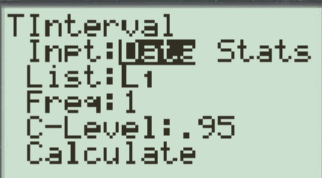 TInterval
Inpt:Data Stats
List:L₁
Freq:1
C-Level:.95
Calculate